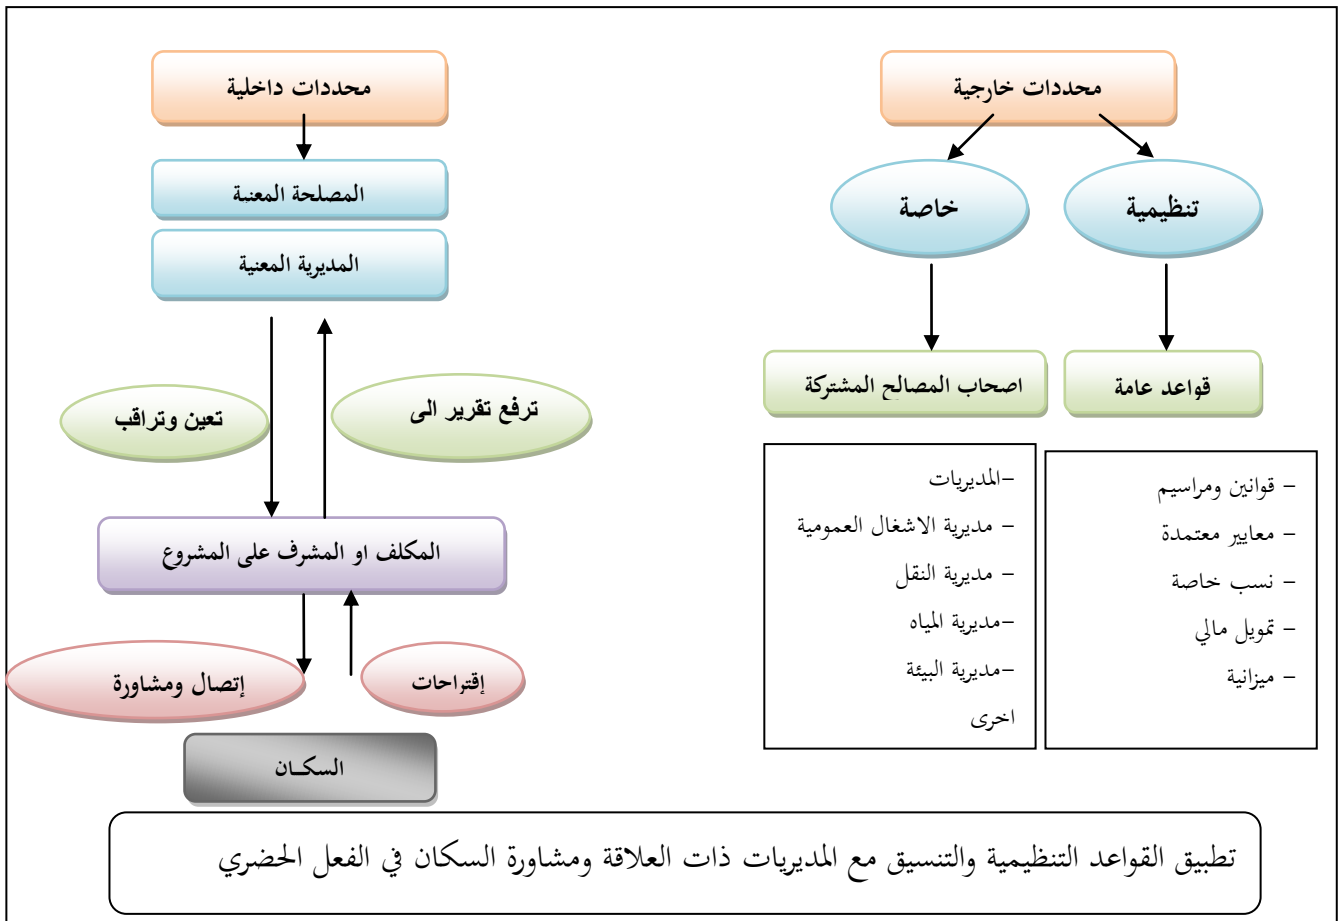 محددات خارجية
تنظيمية
خاصة
قواعد عامة
اصحاب المصالح المشتركة
– قوانين ومراسيم
– معايير معتمدة
– نسب خاصة
– تمويل مالي
– ميزانية
–المديريات
– مديرية الاشغال العمومية
– مديرية النقل
–مديرية المياه
–مديرية البيئة
اخرى
محددات داخلية
المصلحة المعنية
المديرية المعنية
ترفع تقرير الى
تعين وتراقب
المكلف او المشرف على المشروع
إقتراحات
إتصال ومشاورة
السكـان
تطبيق القواعد التنظيمية والتنسيق مع المديريات ذات العلاقة ومشاورة السكان في الفعل الحضري